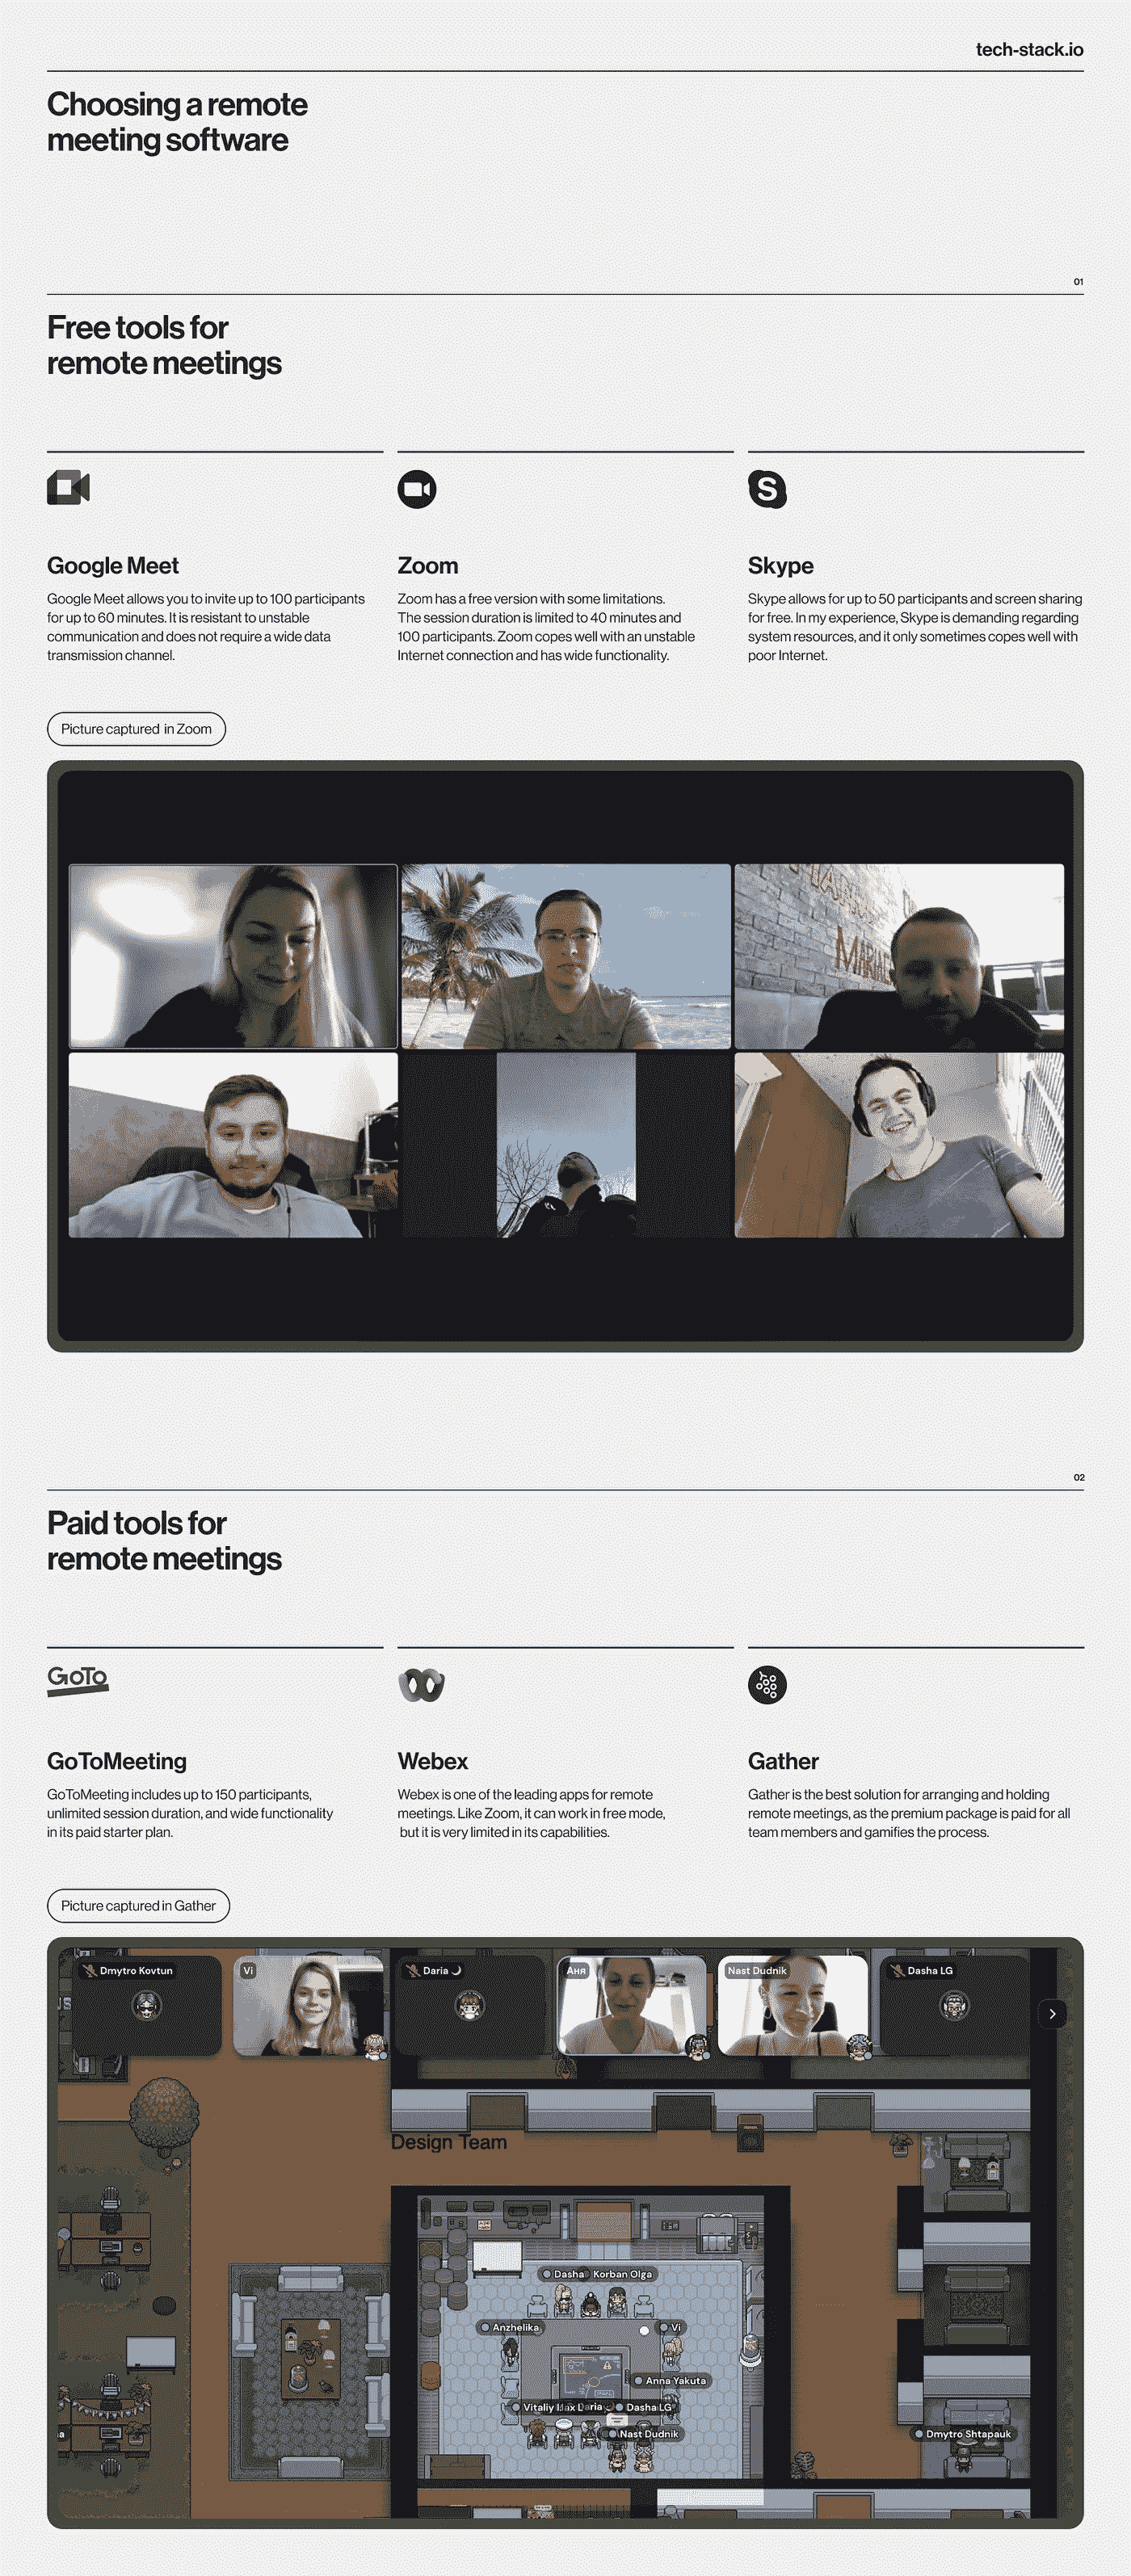 tech-stack.io
Choosing a remote
meeting software
01
Free tools for
remote meetings
Google Meet
Google Meet allows you to invite up to 100 participants
for up to 60 minutes. It is resistant to unstable
communication and does not require a wide data
transmission channel.
Zoom
Zoom has a free version with some limitations.
The session duration is limited to 40 minutes and
100 participants. Zoom copes well with an unstable
Internet connection and has wide functionality.
S
Skype
Skype allows for up to 50 participants and screen sharing
for free. In my experience, Skype is demanding regarding
system resources, and it only sometimes copes well with
poor Internet.
Picture captured in Zoom
02
Paid tools for
remote meetings
GoTo
GoToMeeting
GoToMeeting includes up to 150 participants,
unlimited session duration, and wide functionality
in its paid starter plan.
Webex
Webex is one of the leading apps for remote
meetings. Like Zoom, it can work in free mode,
but it is very limited in its capabilities.
Gather
Gather is the best solution for arranging and holding
remote meetings, as the premium package is paid for all
team members and gamifies the process.
Picture captured in Gather
Dmytro Kovtun
Vi
Daria
Аня
Nast Dudnik
Dasha LG
Design Team
Dasha
Korban Olga
Anzhelika
Vi
Anna Yakuta
Vitaliy
Dasha LG
Nast Dudnik
Dmytro Shtapauk